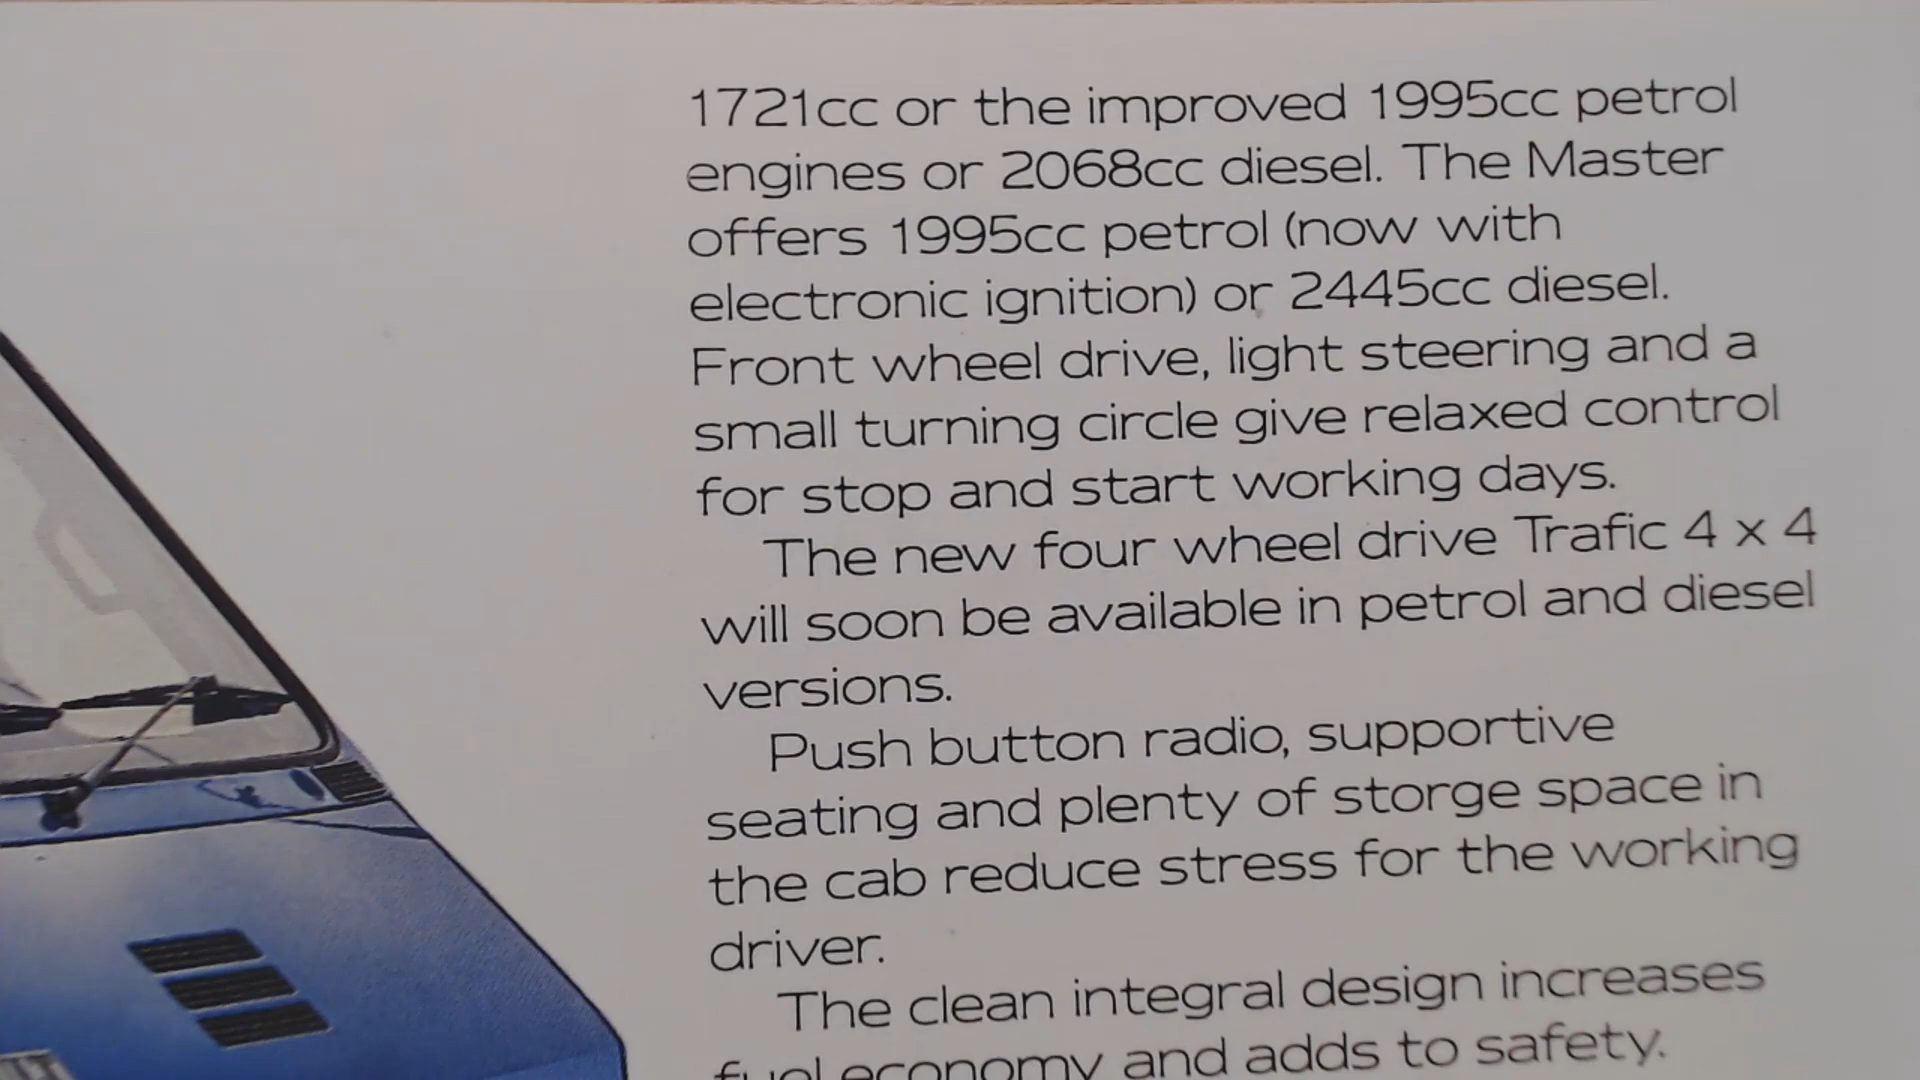 1721cc or the improved 1995cc petrol
engines or 2068cc diesel. The Master
offers 1995cc petrol (now with
electronic ignition) or 2445cc diesel.
Front wheel drive, light steering and a
small turning circle give relaxed control
for stop and start working days.
The new four wheel drive Trafic 4 x 4
will soon be available in petrol and diesel
versions.
Push button radio, supportive
seating and plenty of storge space in
the cab reduce stress for the working
driver.
The clean integral design increases
fuel economy and adds to safety.